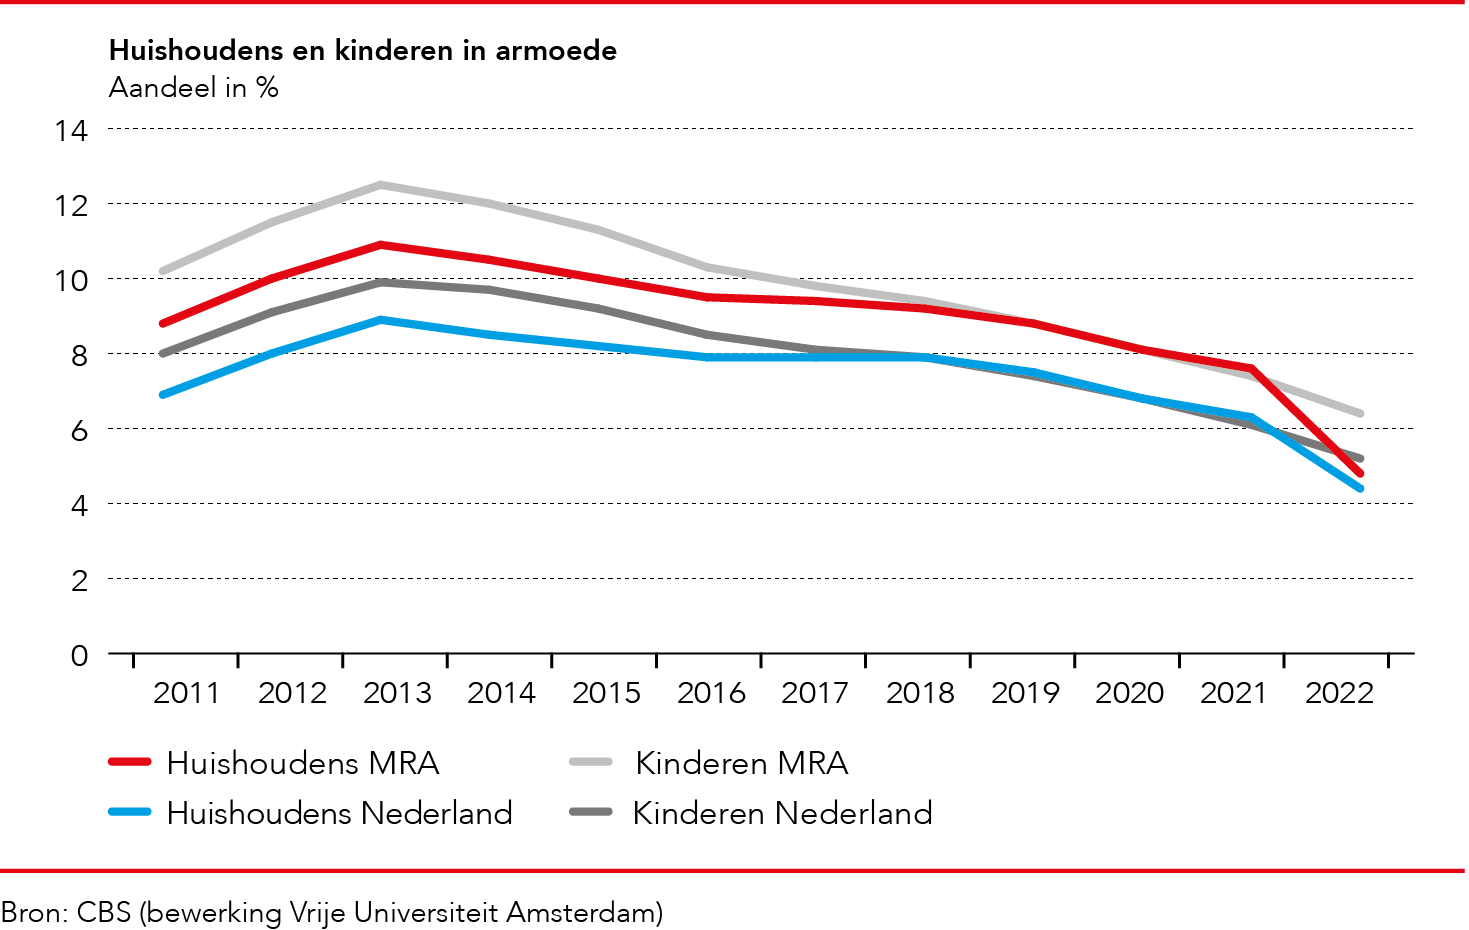 Huishoudens en kinderen in armoede
Aandeel in %
14
12
10
8
6
4
2
0
2011 2012 2013 2014 2015 2016 2017 2018 2019 2020 2021 2022
Huishoudens MRA Kinderen MRA
Huishoudens Nederland Kinderen Nederland
Bron: CBS (bewerking Vrije Universiteit Amsterdam)